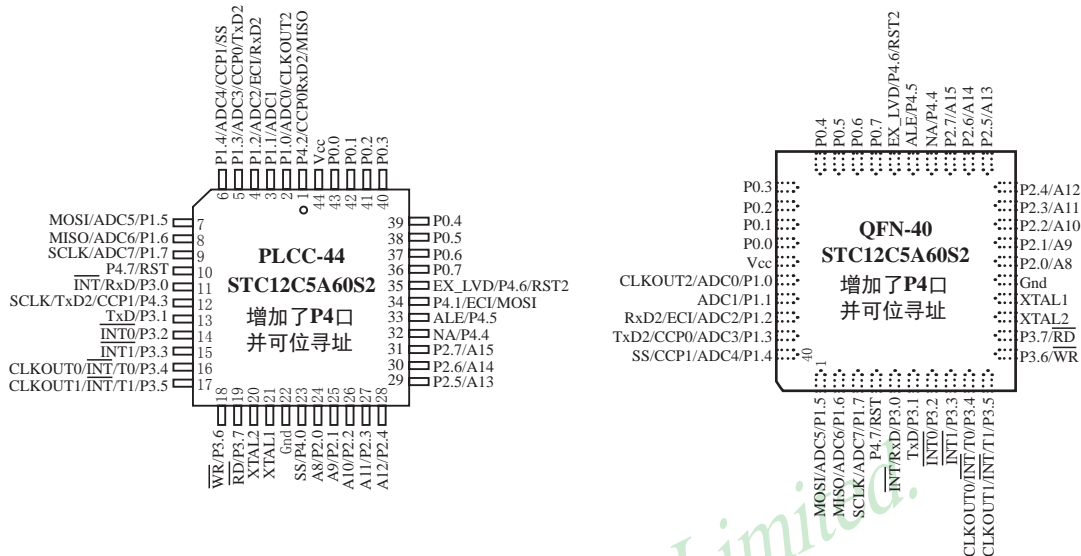 P1.4/ADC4/CCP1/SS
P1.3/ADC3/CCP0/TxD2
P1.2/ADC2/ECI/RxD2
P1.1/ADC1
P1.0/ADC0/CLKOUT2
P4.2/CCP0RxD2/MISO
Vcc
P0.0
P0.1
P0.2
P0.3
6
5
4
3
2
1
44
43
42
41
40
MOSI/ADC5/P1.5 7
MISO/ADC6/P1.6 8
SCLK/ADC7/P1.7 9
P4.7/RST 10
INT/RxD/P3.0 11
SCLK/TxD2/CCP1/P4.3 12
TxD/P3.1 13
INT0/P3.2 14
INT1/P3.3 15
CLKOUT0/INT/T0/P3.4 16
CLKOUT1/INT/T1/P3.5 17
PLCC-44
STC12C5A60S2
增加了P4口
并可位寻址
39 P0.4
38 P0.5
37 P0.6
36 P0.7
35 EX_LVD/P4.6/RST2
34 P4.1/ECI/MOSI
33 ALE/P4.5
32 NA/P4.4
31 P2.7/A15
30 P2.6/A14
29 P2.5/A13
18
19
20
21
22
23
24
25
26
27
28
WR/P3.6
RD/P3.7
XTAL2
XTAL1
Gnd
SS/P4.0
A8/P2.0
A9/P2.1
A10/P2.2
A11/P2.3
A12/P2.4
P0.4
P0.5
P0.6
P0.7
EX_LVD/P4.6/RST2
ALE/P4.5
NA/P4.4
P2.7/A15
P2.6/A14
P2.5/A13
P0.3
P0.2
P0.1
P0.0
Vcc
CLKOUT2/ADC0/P1.0
ADC1/P1.1
RxD2/ECI/ADC2/P1.2
TxD2/CCP0/ADC3/P1.3
SS/CCP1/ADC4/P1.4
40
1
QFN-40
STC12C5A60S2
增加了P4口
并可位寻址
P2.4/A12
P2.3/A11
P2.2/A10
P2.1/A9
P2.0/A8
Gnd
XTAL1
XTAL2
P3.7/RD
P3.6/WR
MOSI/ADC5/P1.5
MISO/ADC6/P1.6
SCLK/ADC7/P1.7
P4.7/RST
INT/RxD/P3.0
TxD/P3.1
INT0/P3.2
INT1/P3.3
CLKOUT0/INT/T0/P3.4
CLKOUT1/INT/T1/P3.5
Limited.